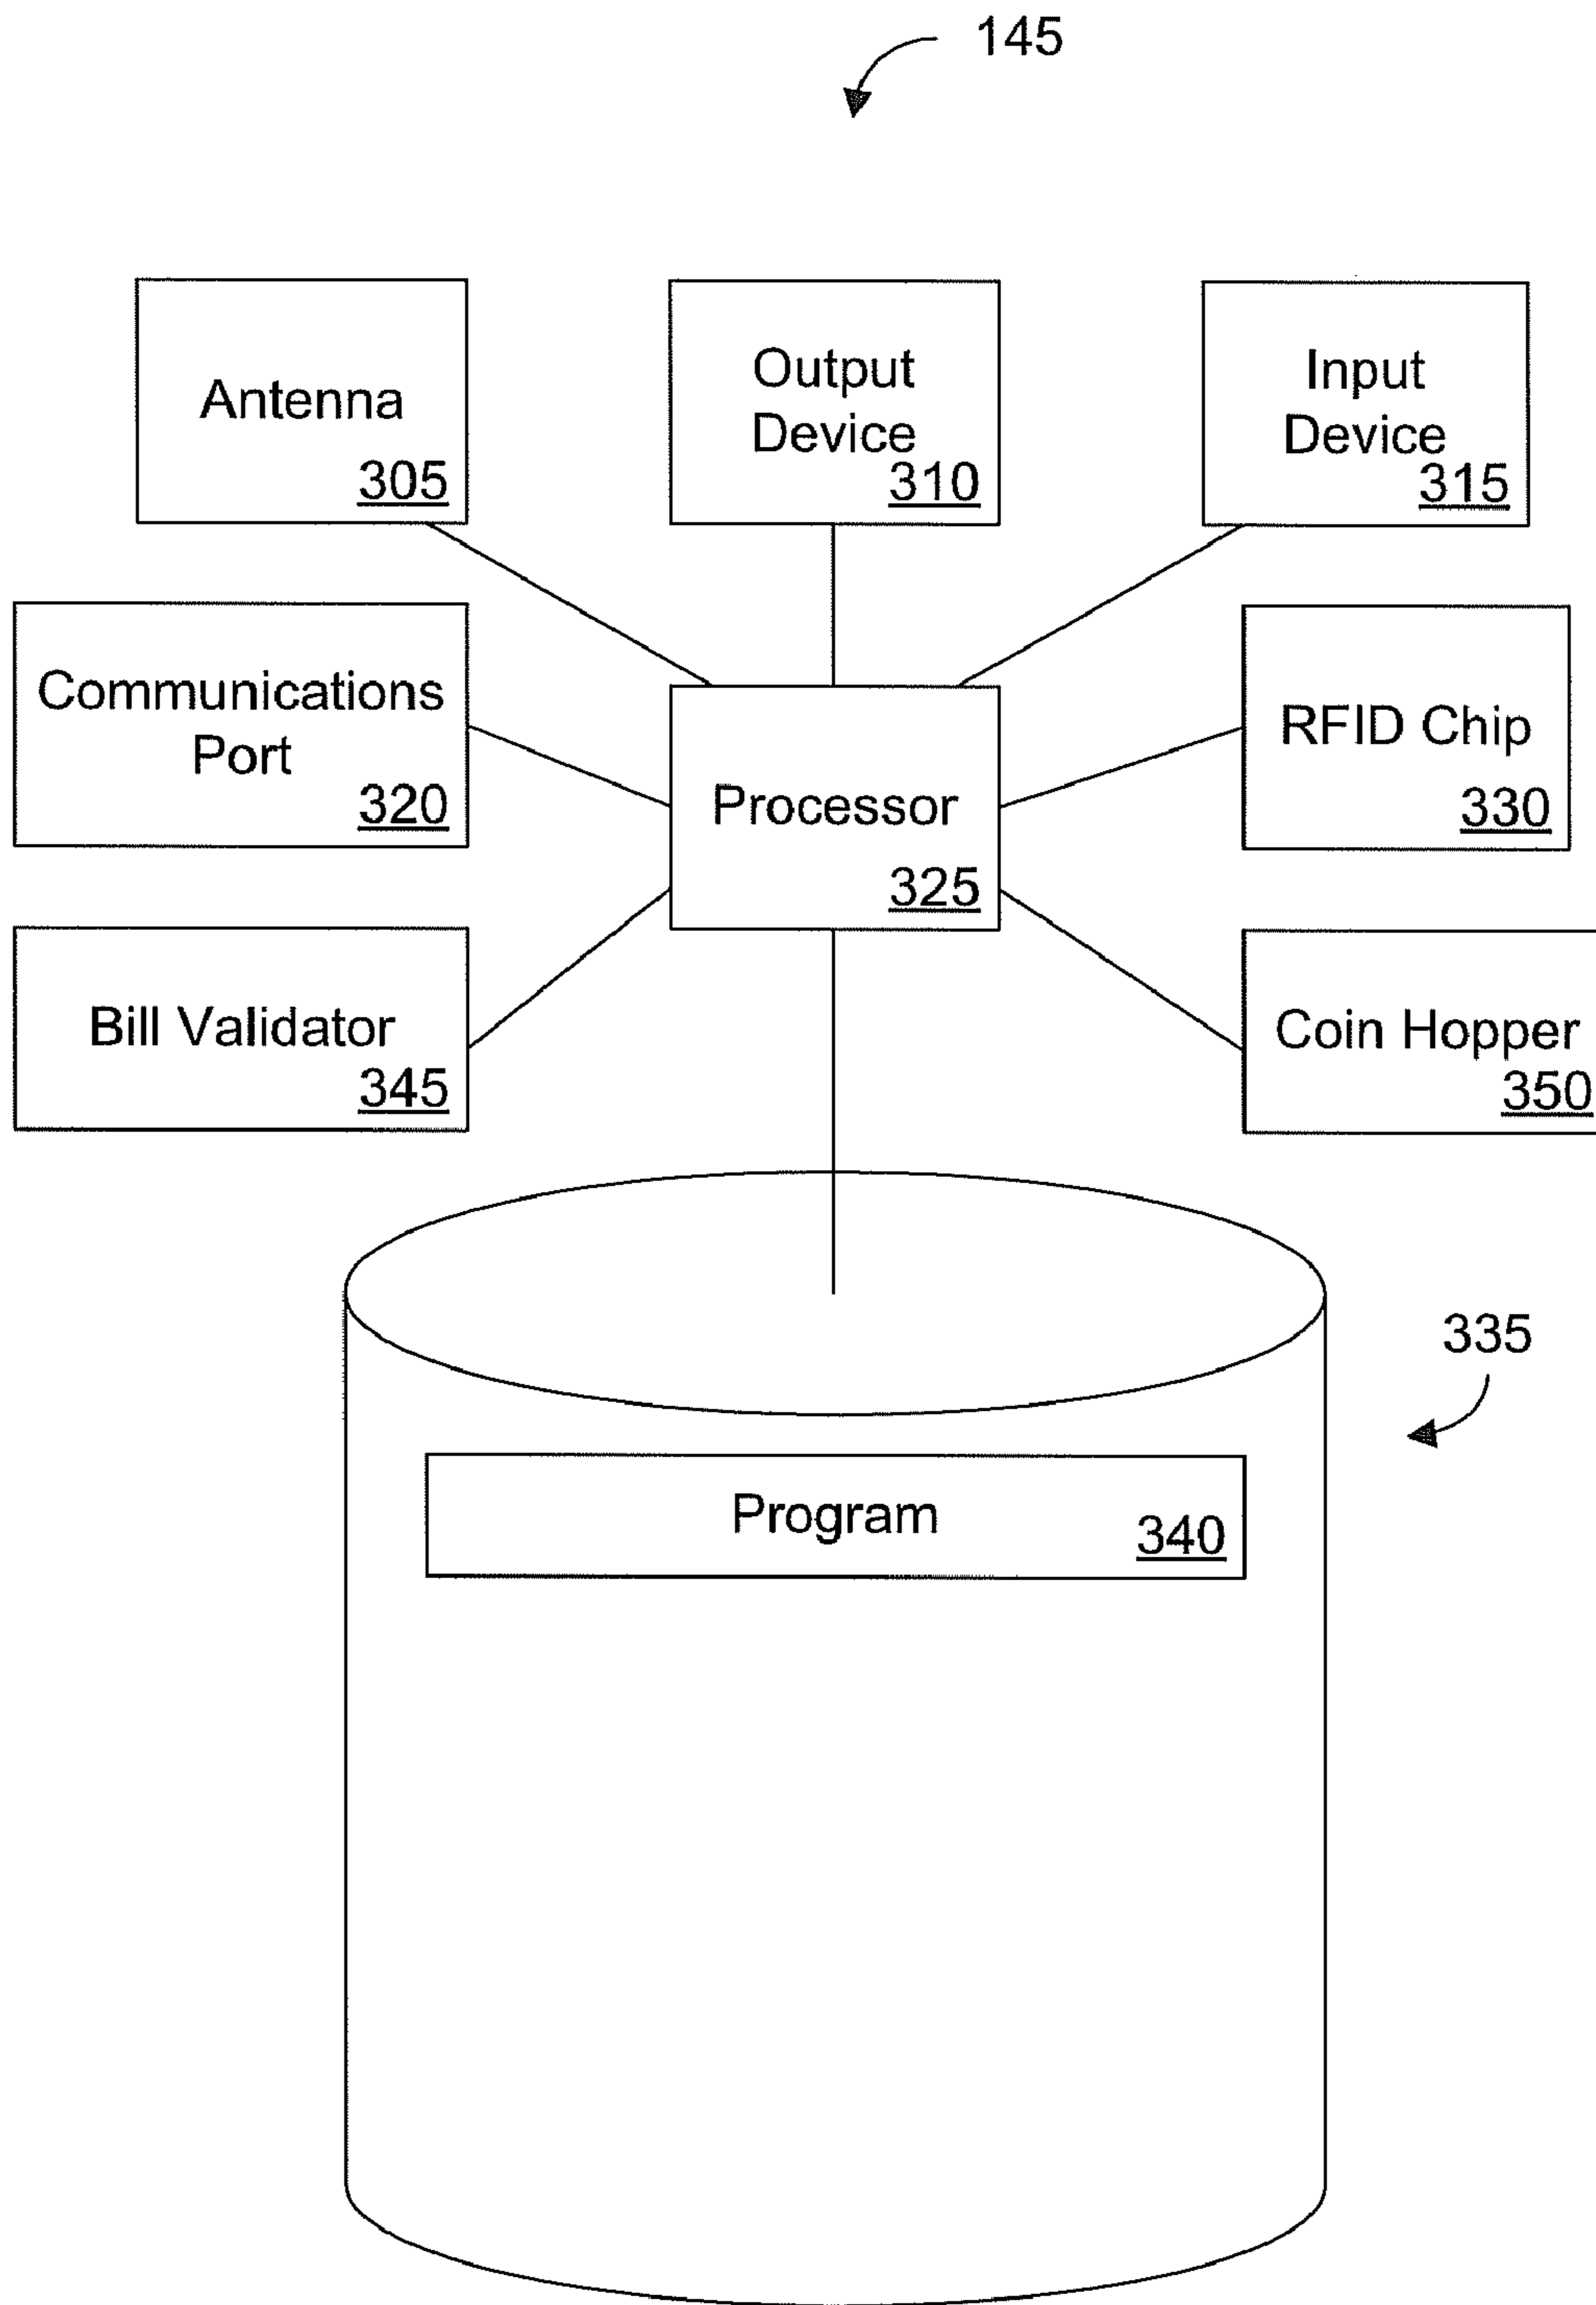 145
Antenna
305
Output
Device
310
Input
Device
315
Communications
Port
320
Processor
325
RFID Chip
330
Bill Validator
345
Coin Hopper
350
335
Program
340